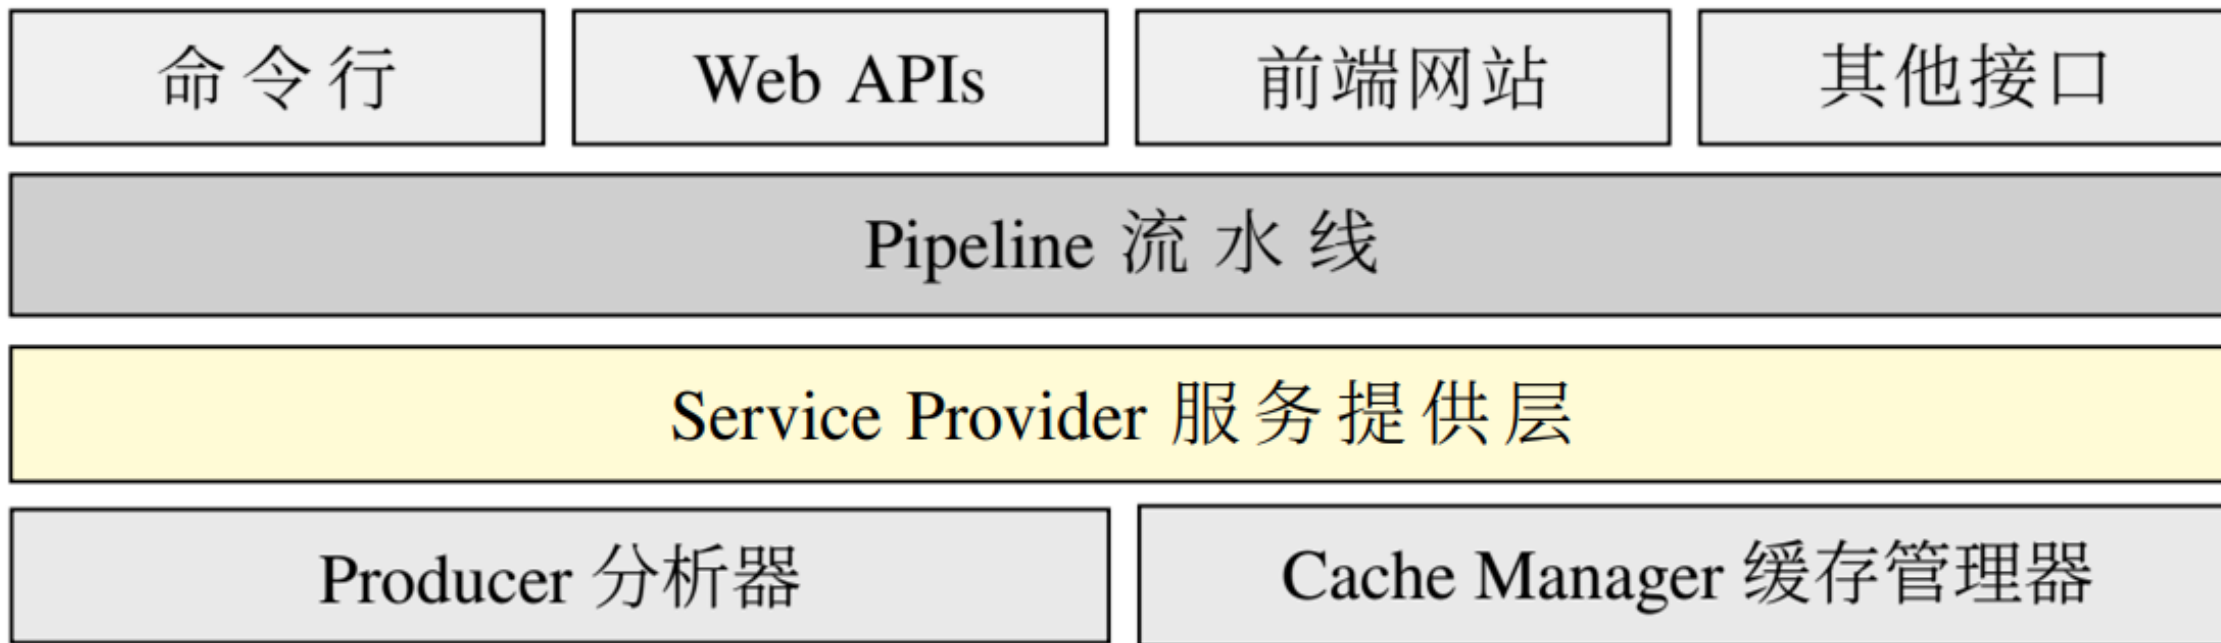 命令行
Web APIs
前端网站
其他接口
Pipeline 流水线
Service Provider 服务提供层
Producer 分析器
Cache Manager 缓存管理器